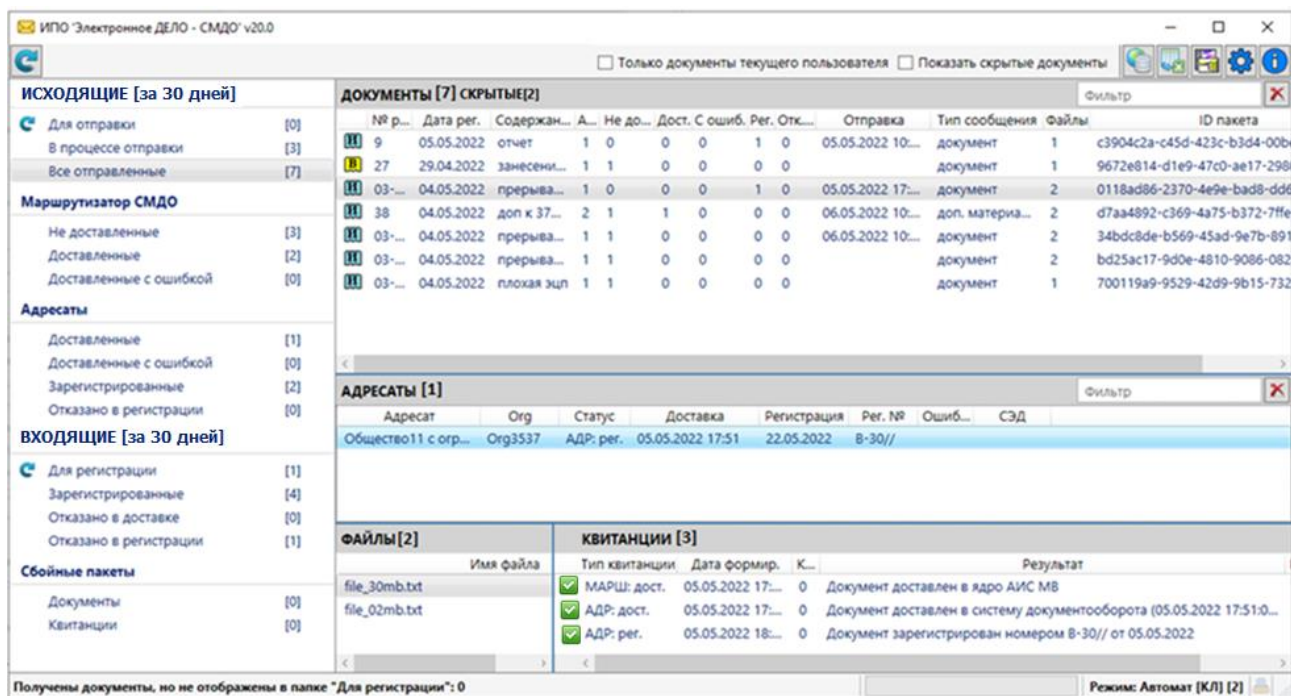 ИПО 'Электронное ДЕЛО - СМДО' v20.0
Только документы текущего пользователя Показать скрытые документы
ИСХОДЯЩИЕ [за 30 дней]
Для отправки [0]
В процессе отправки [3]
Все отправленные [7]
Маршрутизатор СМДО
Не доставленные [3]
Доставленные [2]
Доставленные с ошибкой [0]
Адресаты
Доставленные [1]
Доставленные с ошибкой [0]
Зарегистрированные [2]
Отказано в регистрации [0]
ВХОДЯЩИЕ [за 30 дней]
Для регистрации [1]
Зарегистрированные [4]
Отказано в доставке [0]
Отказано в регистрации [1]
Сбойные пакеты
Документы [0]
Квитанции [0]
ДОКУМЕНТЫ [7] СКРЫТЫЕ[2] Фильтр
№ р... Дата рег. Содержан... А... Не до... Дост. С ошиб. Рег. Отк.... Отправка Тип сообщения Файлы ID пакета
И 9 05.05.2022 отчет 1 0 0 0 1 0 05.05.2022 10:... документ 1 c3904c2a-c45d-423c-b3d4-00b
В 27 29.04.2022 занесени... 1 1 0 0 0 0 документ 1 9672e814-d1e9-47c0-ae17-298
И 03-... 04.05.2022 прерыва... 1 0 0 0 1 0 05.05.2022 17:... документ 2 0118ad86-2370-4e9e-bad8-dd6
И 38 04.05.2022 доп к 37... 2 1 1 0 0 0 06.05.2022 10:... доп. материа... 2 d7aa4892-c369-4a75-b372-7ffe
И 03-... 04.05.2022 прерыва... 1 1 0 0 0 0 06.05.2022 10:... документ 2 34bdc8de-b569-45ad-9e7b-891
И 03-... 04.05.2022 прерыва... 1 1 0 0 0 0 документ 2 bd25ac17-9d0e-4810-9086-082
И 03-... 04.05.2022 плохая эцп 1 1 0 0 0 0 документ 1 700119a9-9529-42d9-9b15-732
АДРЕСАТЫ [1] Фильтр
Адресат Org Статус Доставка Регистрация Рег. № Ошиб... СЭД
Общество11 с огр... Org3537 АДР: рег. 05.05.2022 17:51 22.05.2022 В-30//
ФАЙЛЫ[2]
Имя файла
file_30mb.txt
file_02mb.txt
КВИТАНЦИИ [3]
Тип квитанции Дата формир. К... Результат
МАРШ: дост. 05.05.2022 17:... 0 Документ доставлен в ядро АИС МВ
АДР: дост. 05.05.2022 17:... 0 Документ доставлен в систему документооборота (05.05.2022 17:51:0...
АДР: рег. 05.05.2022 18:... 0 Документ зарегистрирован номером В-30// от 05.05.2022
Получены документы, но не отображены в папке "Для регистрации": 0 Режим: Автомат [КЛ] [2]